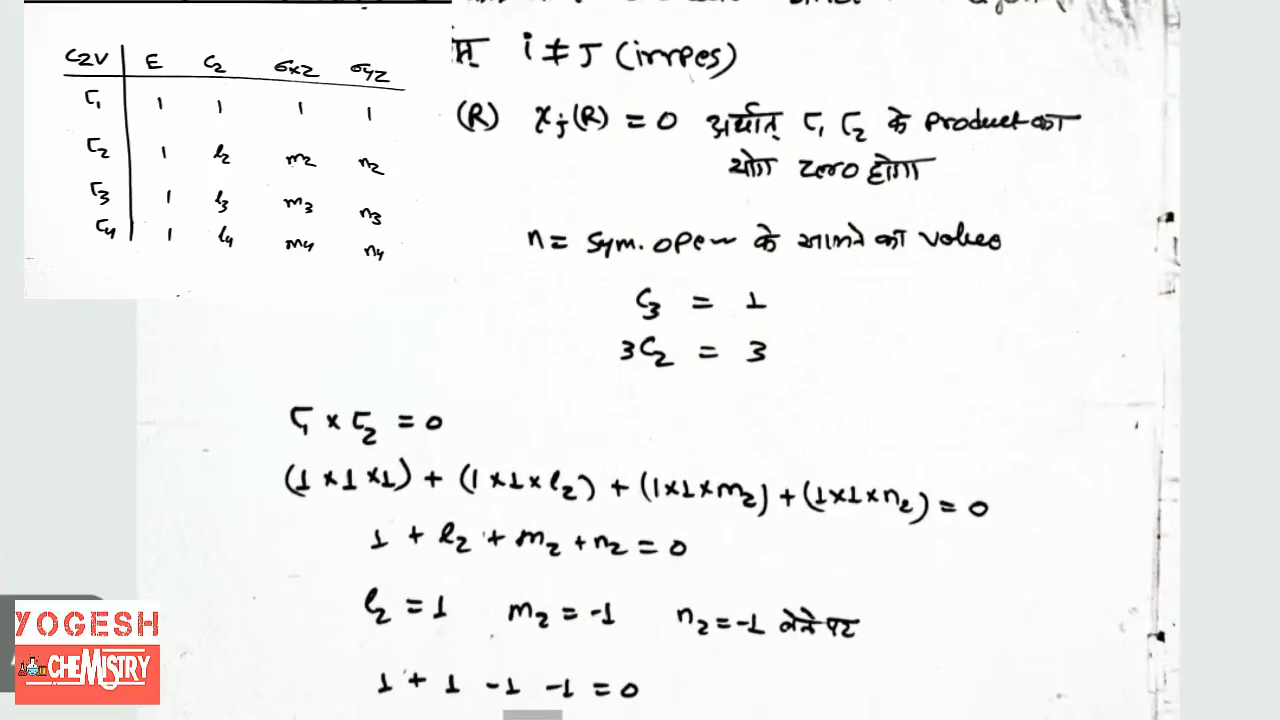 C2V E C2 σxz σyz
Γ1 1 1 1 1
Γ2 1 l2 m2 n2
Γ3 1 l3 m3 n3
Γ4 1 l4 m4 n4
i ≠ J (irrpes)
(R) χj(R) = 0 अर्थात् Γ1 Γ2 के Product का
योग zero होगा
n = Sym. open के सामने का values
C3 = 1
3C2 = 3
Γ1 × Γ2 = 0
(1×1×1) + (1×1×l2) + (1×1×m2) + (1×1×n2) = 0
1 + l2 + m2 + n2 = 0
l2 = 1 m2 = -1 n2 = -1 लेने पर
1 + 1 -1 -1 = 0
YOGESH
CHEMISTRY